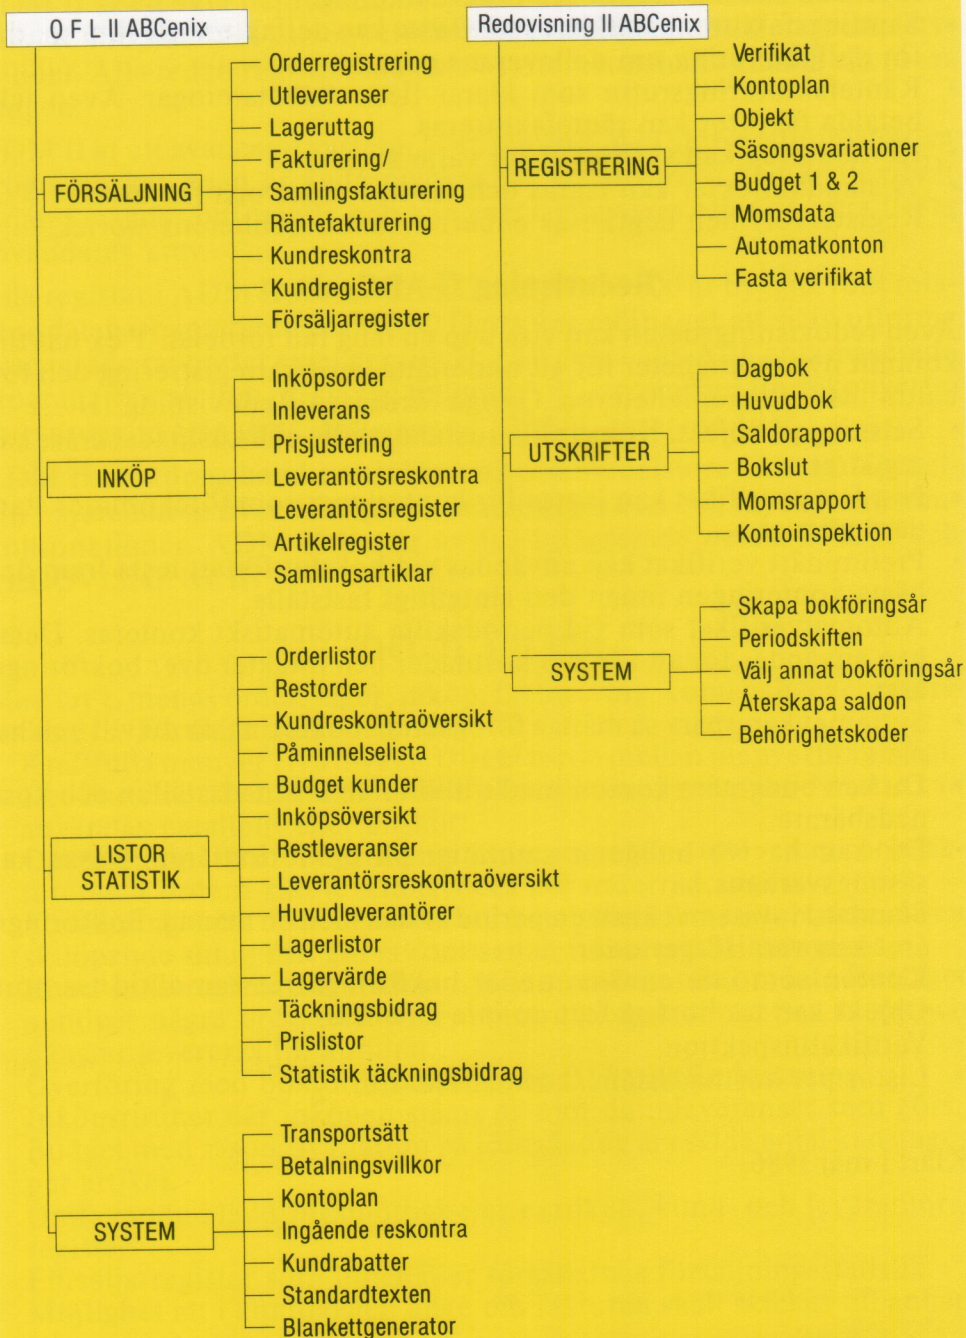 O F L II ABCenix
FÖRSÄLJNING
Orderregistrering
Utleveranser
Lageruttag
Fakturering/
Samlingsfakturering
Räntefakturering
Kundreskontra
Kundregister
Försäljarregister
INKÖP
Inköpsorder
Inleverans
Prisjustering
Leverantörsreskontra
Leverantörsregister
Artikelregister
Samlingsartiklar
LISTOR
STATISTIK
Orderlistor
Restorder
Kundreskontraöversikt
Påminnelselista
Budget kunder
Inköpsöversikt
Restleveranser
Leverantörsreskontraöversikt
Huvudleverantörer
Lagerlistor
Lagervärde
Täckningsbidrag
Prislistor
Statistik täckningsbidrag
SYSTEM
Transportsätt
Betalningsvillkor
Kontoplan
Ingående reskontra
Kundrabatter
Standardtexten
Blankettgenerator
Redovisning II ABCenix
REGISTRERING
Verifikat
Kontoplan
Objekt
Säsongsvariationer
Budget 1 & 2
Momsdata
Automatkonton
Fasta verifikat
UTSKRIFTER
Dagbok
Huvudbok
Saldorapport
Bokslut
Momsrapport
Kontoinspektion
SYSTEM
Skapa bokföringsår
Periodskiften
Välj annat bokföringsår
Återskapa saldon
Behörighetskoder